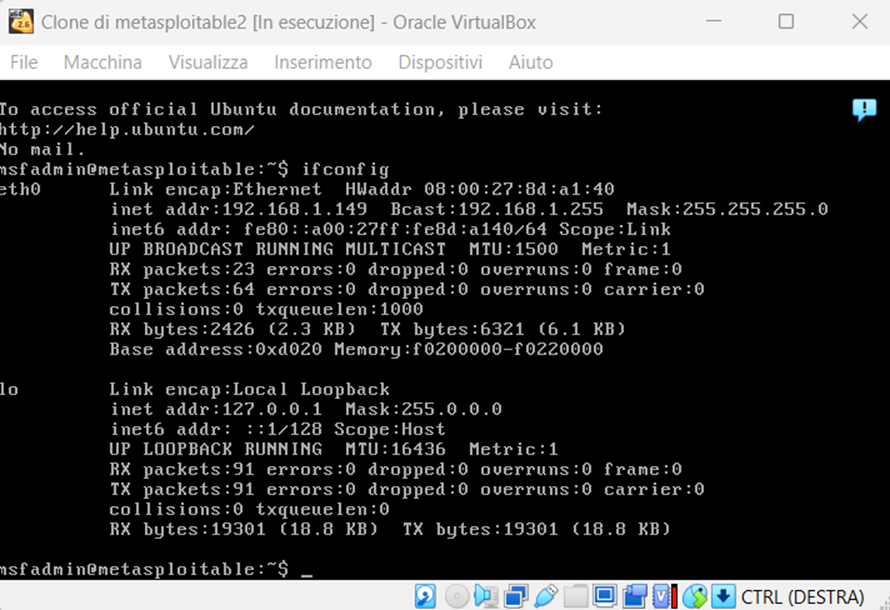 Clone di metasploitable2 [In esecuzione] - Oracle VirtualBox
File Macchina Visualizza Inserimento Dispositivi Aiuto
To access official Ubuntu documentation, please visit:
http://help.ubuntu.com/
No mail.
msfadmin@metasploitable:~$ ifconfig
eth0 Link encap:Ethernet HWaddr 08:00:27:8d:a1:40
inet addr:192.168.1.149 Bcast:192.168.1.255 Mask:255.255.255.0
inet6 addr: fe80::a00:27ff:fe8d:a140/64 Scope:Link
UP BROADCAST RUNNING MULTICAST MTU:1500 Metric:1
RX packets:23 errors:0 dropped:0 overruns:0 frame:0
TX packets:64 errors:0 dropped:0 overruns:0 carrier:0
collisions:0 txqueuelen:1000
RX bytes:2426 (2.3 KB) TX bytes:6321 (6.1 KB)
Base address:0xd020 Memory:f0200000-f0220000
lo Link encap:Local Loopback
inet addr:127.0.0.1 Mask:255.0.0.0
inet6 addr: ::1/128 Scope:Host
UP LOOPBACK RUNNING MTU:16436 Metric:1
RX packets:91 errors:0 dropped:0 overruns:0 frame:0
TX packets:91 errors:0 dropped:0 overruns:0 carrier:0
collisions:0 txqueuelen:0
RX bytes:19301 (18.8 KB) TX bytes:19301 (18.8 KB)
msfadmin@metasploitable:~$ _
CTRL (DESTRA)